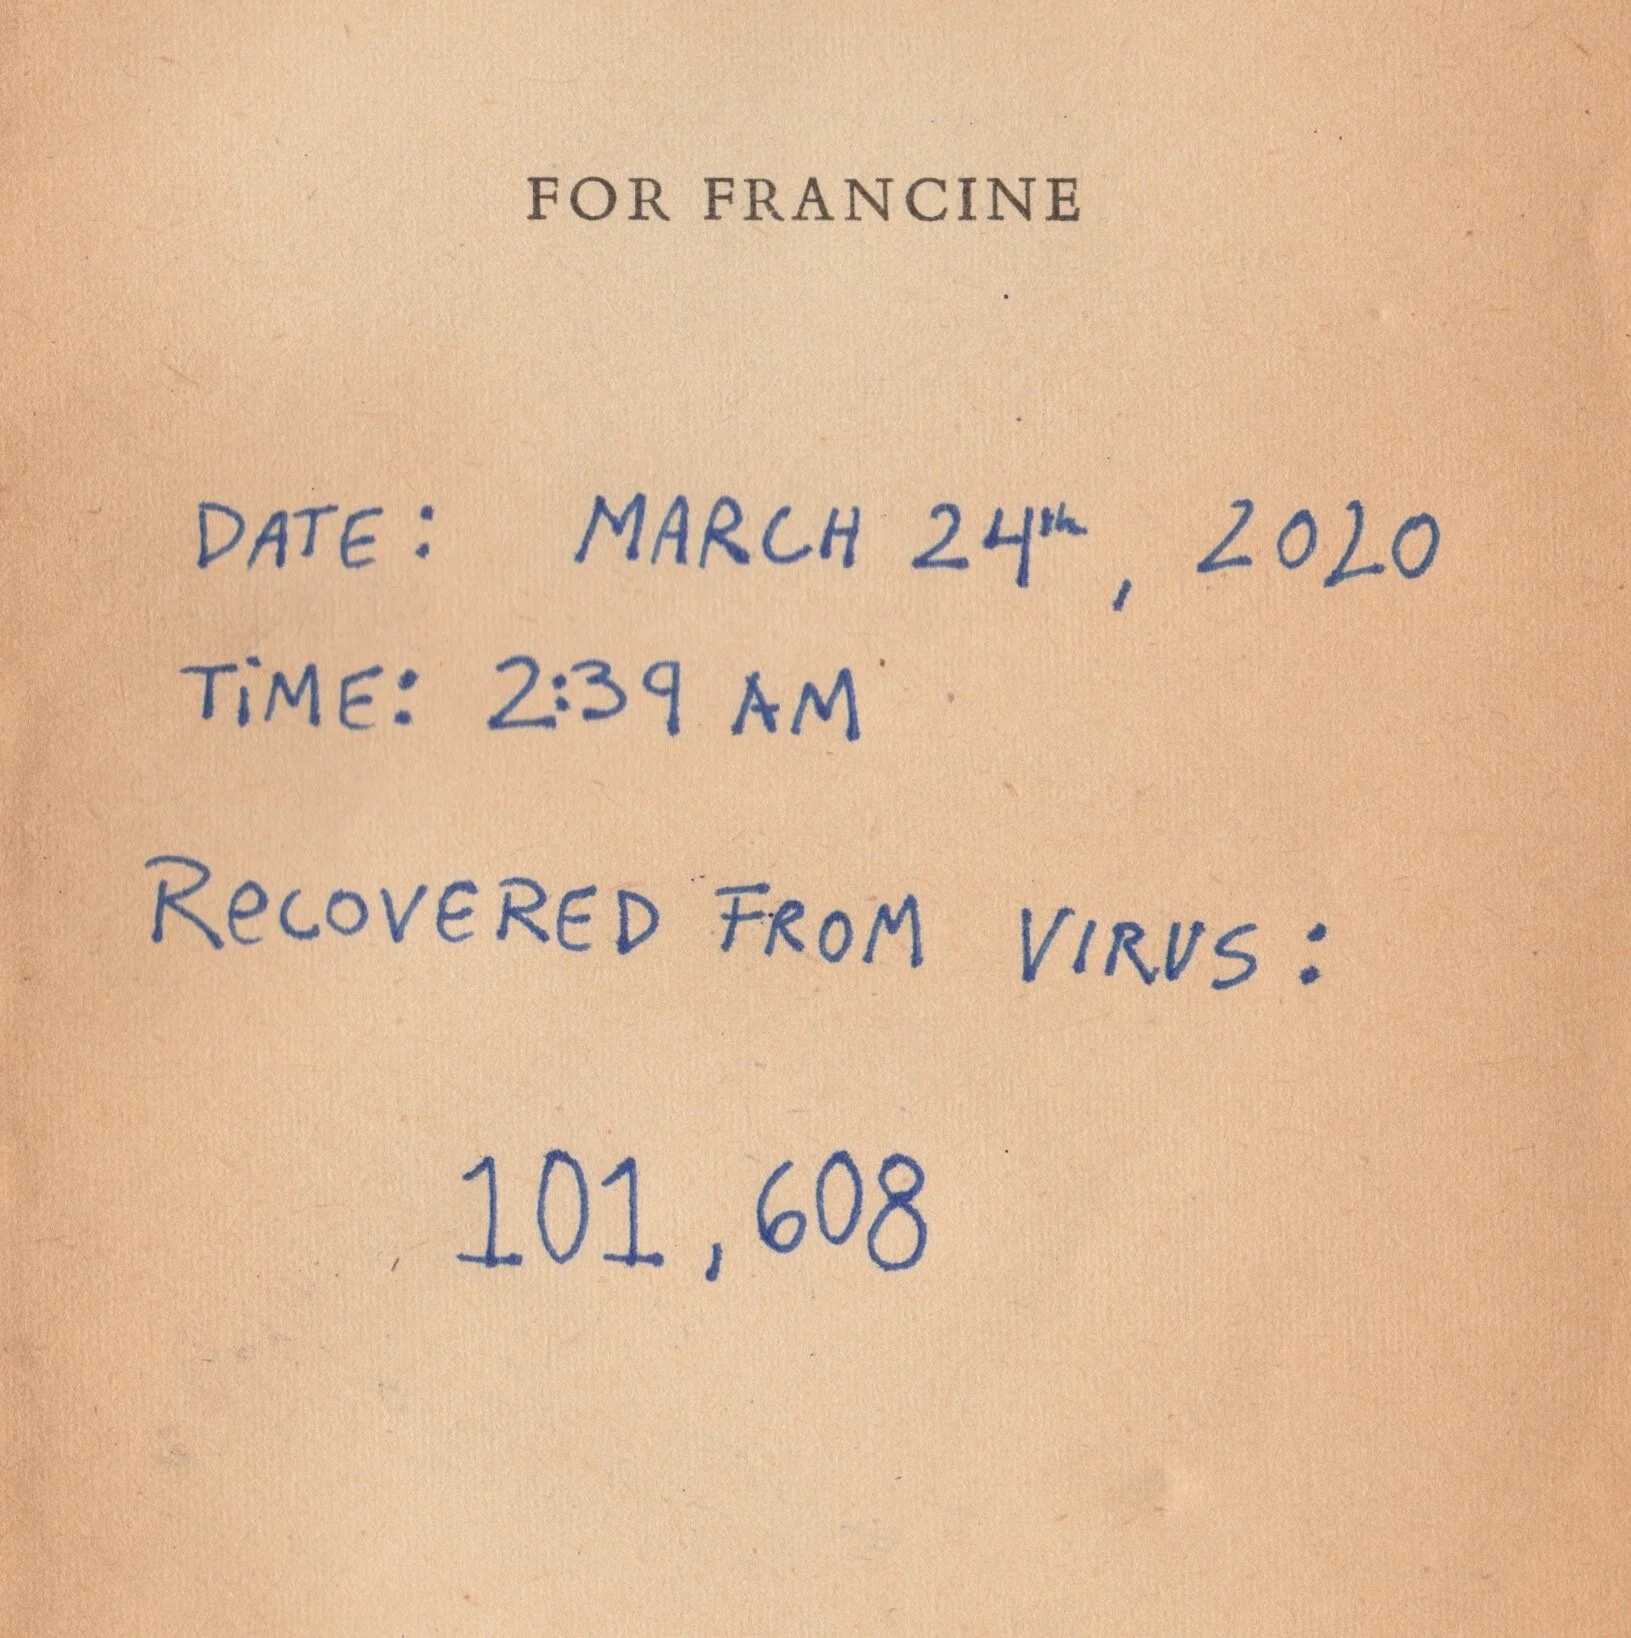 FOR FRANCINE
DATE: MARCH 24th, 2020
TiME: 2:39 AM
ReCOVERED FROM VIRUS:
101,608